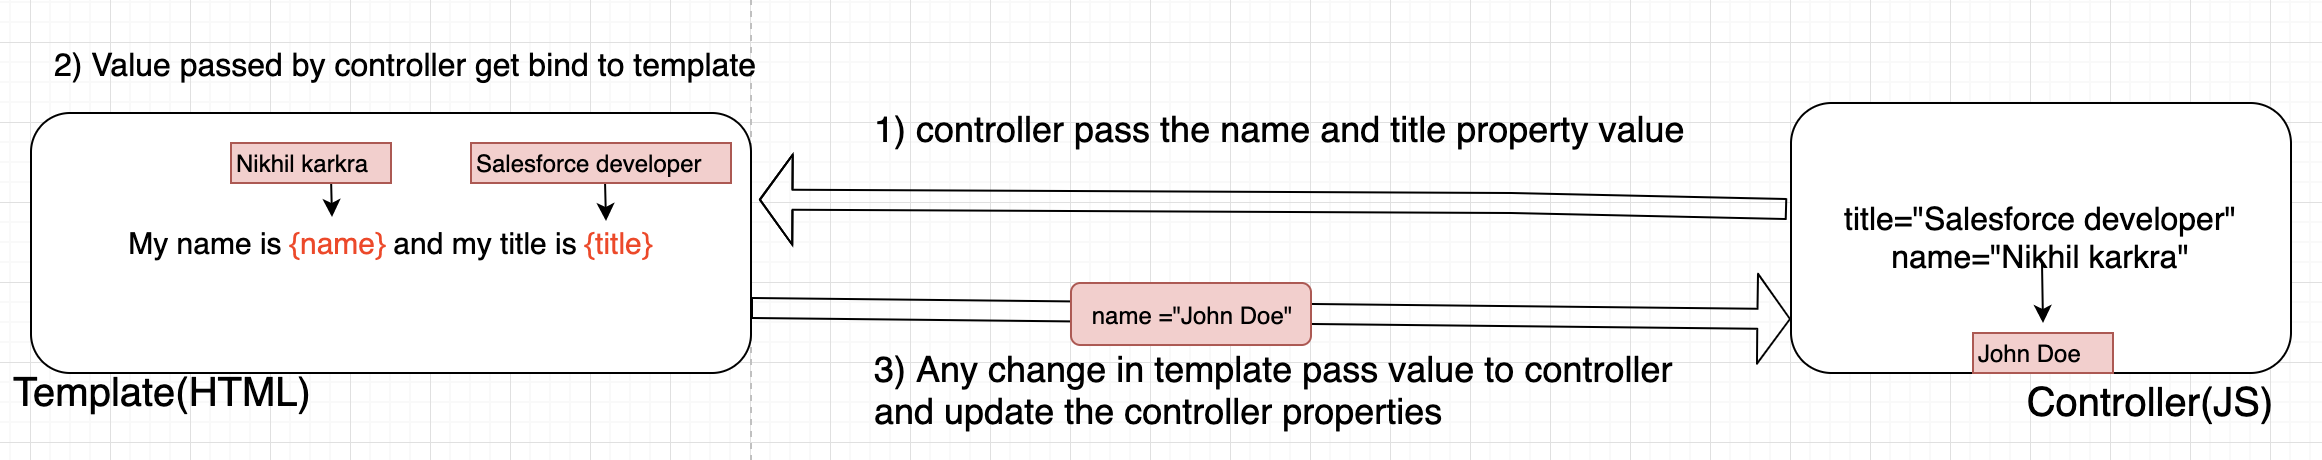 2) Value passed by controller get bind to template
Nikhil karkra
Salesforce developer
My name is {name} and my title is {title}
Template(HTML)
1) controller pass the name and title property value
name ="John Doe"
3) Any change in template pass value to controller
and update the controller properties
title="Salesforce developer"
name="Nikhil karkra"
John Doe
Controller(JS)